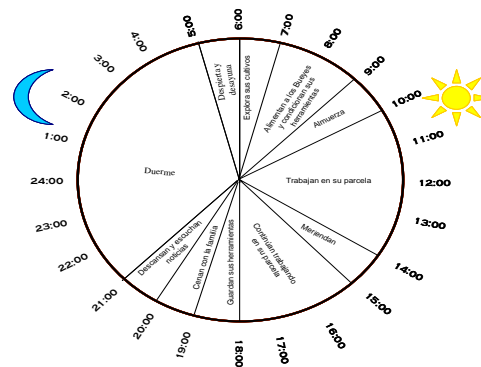 5:00
6:00
7:00
8:00
9:00
10:00
11:00
12:00
13:00
14:00
15:00
16:00
17:00
18:00
19:00
20:00
21:00
22:00
23:00
24:00
1:00
2:00
3:00
4:00
Despierta y
desayuna
Explora sus cultivos
Alimentan a los Bueyes
y condicionan sus
herramientas
Almuerza
Trabajan en su parcela
Meriendan
Continúan trabajando
en su parcela
Guardan sus herramientas
Cenan con la familia
Descansan y escuchan
noticias
Duerme